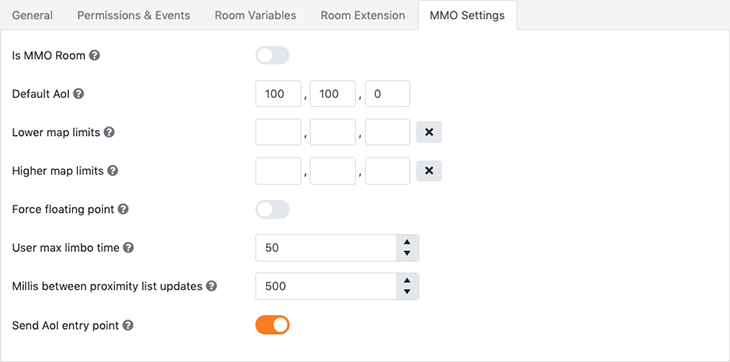 General Permissions & Events Room Variables Room Extension MMO Settings
Is MMO Room
Default AoI 100 , 100 , 0
Lower map limits , ,
Higher map limits , ,
Force floating point
User max limbo time 50
Millis between proximity list updates 500
Send AoI entry point